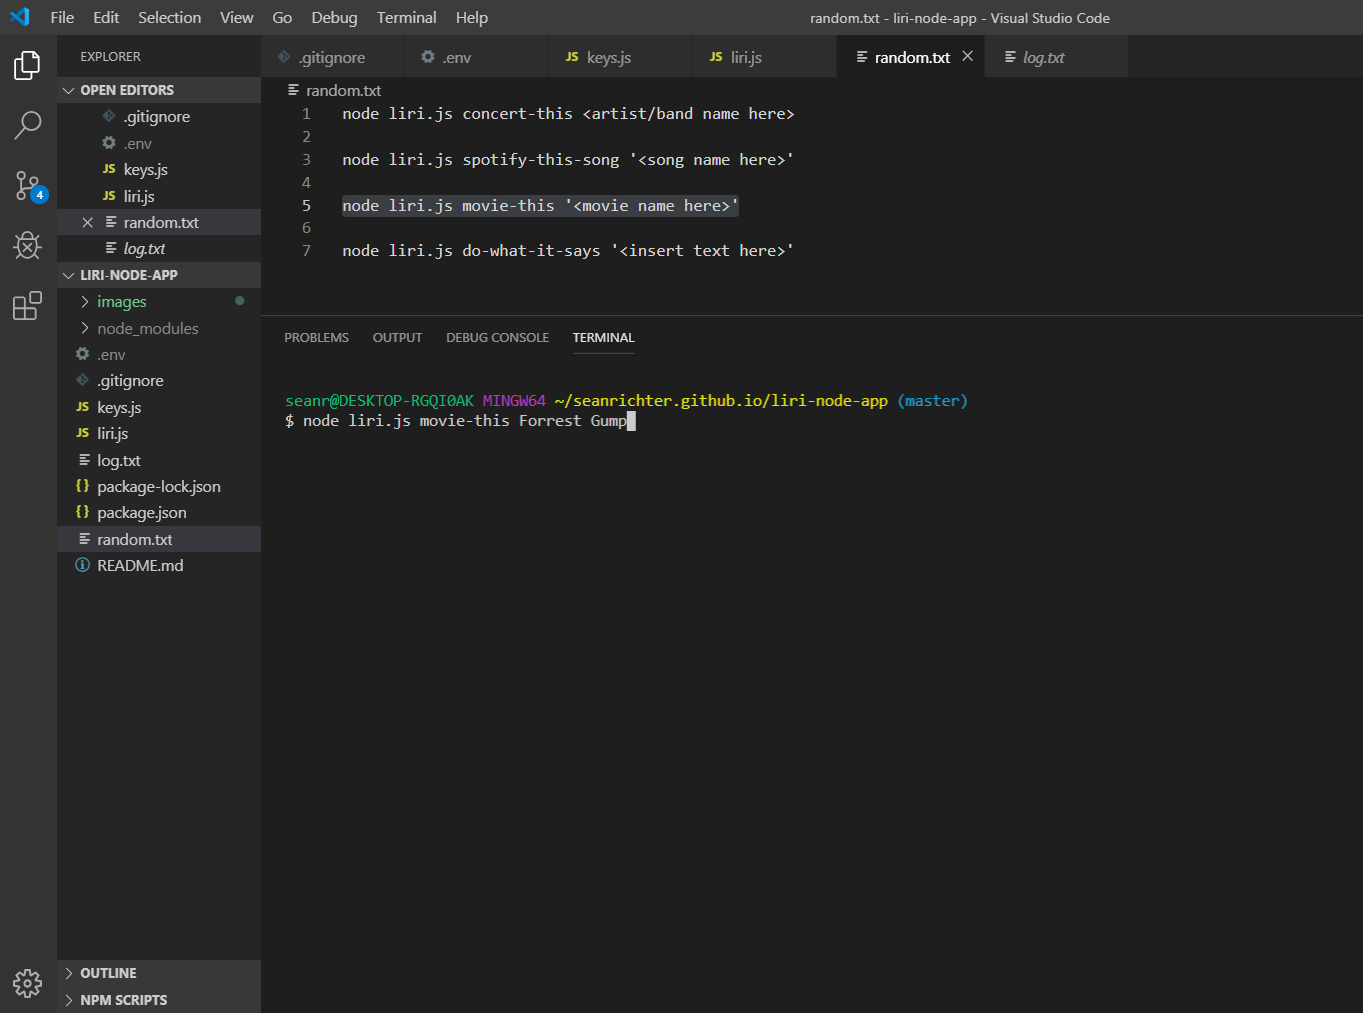 File Edit Selection View Go Debug Terminal Help
random.txt - liri-node-app - Visual Studio Code
EXPLORER
OPEN EDITORS
.gitignore
.env
JS keys.js
JS liri.js
random.txt
log.txt
LIRI-NODE-APP
images
node_modules
.env
.gitignore
JS keys.js
JS liri.js
log.txt
{} package-lock.json
{} package.json
random.txt
README.md
OUTLINE
NPM SCRIPTS
4
.gitignore .env JS keys.js JS liri.js random.txt log.txt
random.txt
1 node liri.js concert-this <artist/band name here>
2
3 node liri.js spotify-this-song '<song name here>'
4
5 node liri.js movie-this '<movie name here>'
6
7 node liri.js do-what-it-says '<insert text here>'
PROBLEMS OUTPUT DEBUG CONSOLE TERMINAL
seanr@DESKTOP-RGQI0AK MINGW64 ~/seanrichter.github.io/liri-node-app (master)
$ node liri.js movie-this Forrest Gump